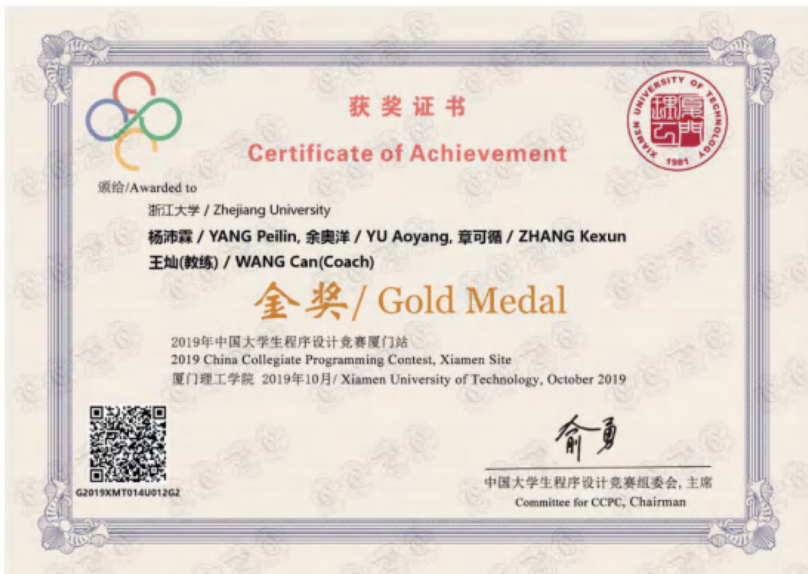 获奖证书
Certificate of Achievement
XIAMEN UNIVERSITY OF TECHNOLOGY
1981
颁给/Awarded to
浙江大学 / Zhejiang University
杨沛霖 / YANG Peilin, 余奥洋 / YU Aoyang, 章可循 / ZHANG Kexun
王灿(教练) / WANG Can(Coach)
金奖/ Gold Medal
2019年中国大学生程序设计竞赛厦门站
2019 China Collegiate Programming Contest, Xiamen Site
厦门理工学院 2019年10月/ Xiamen University of Technology, October 2019
俞勇
G2019XMT014U012G2
中国大学生程序设计竞赛组委会, 主席
Committee for CCPC, Chairman